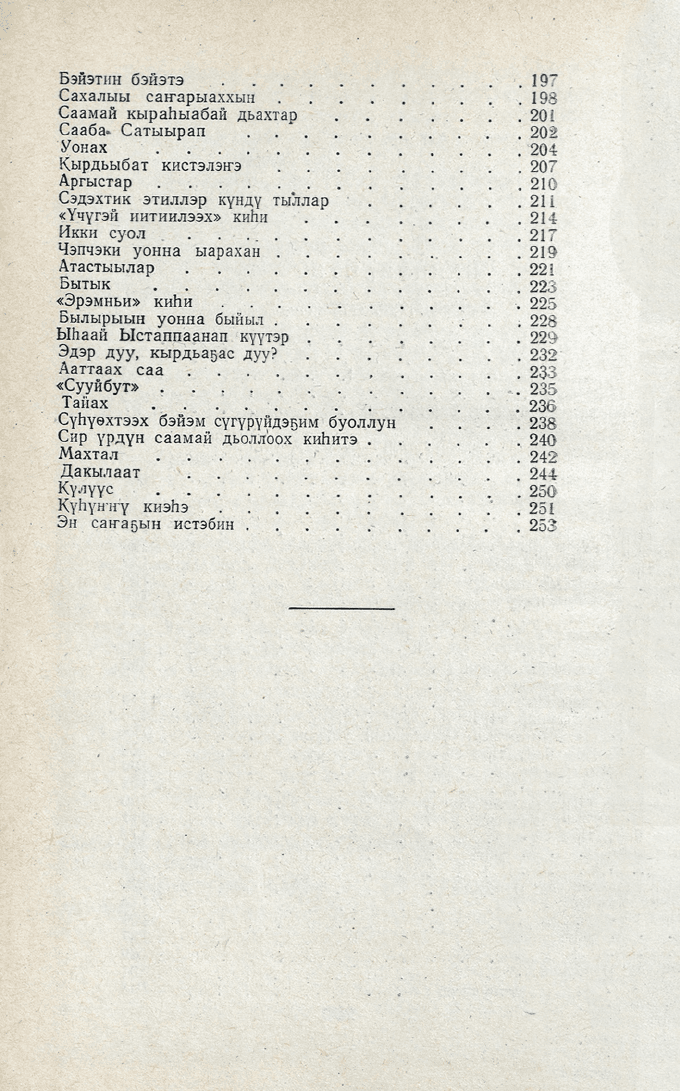 Бэйэтин бэйэтэ . . . . . . . . . . . 197
Сахалыы саҥарыаххын . . . . . . . . . 198
Саамай кыраһыабай дьахтар . . . . . . . 201
Сааба Сатыырап . . . . . . . . . . 202
Уонах . . . . . . . . . . . . . 204
Қырдьыбат кистэлэҥэ . . . . . . . . . 207
Аргыстар . . . . . . . . . . . . . 210
Сэдэхтик этиллэр күндү тыллар . . . . . . 211
«Үчүгэй иитиилээх» киһи . . . . . . . . 214
Икки суол . . . . . . . . . . . . 217
Чэпчэки уонна ыарахан . . . . . . . . . 219
Атастыылар . . . . . . . . . . . . 221
Бытык . . . . . . . . . . . . . 223
«Эрэмньи» киһи . . . . . . . . . . . 225
Былырыын уонна быйыл . . . . . . . . . 228
Ыһаай Ыстаппаанап күүтэр . . . . . . . . 229
Эдэр дуу, кырдьаҕас дуу? . . . . . . . . 232
Ааттаах саа . . . . . . . . . . . . 233
«Сууйбут» . . . . . . . . . . . . . 235
Тайах . . . . . . . . . . . . . 236
Сүһүөхтээх бэйэм сүгүрүйдэҕим буоллун . . . . 238
Сир үрдүн саамай дьоллоох киһитэ . . . . . . 240
Махтал . . . . . . . . . . . . . 242
Дакылаат . . . . . . . . . . . . 244
Күлүүс . . . . . . . . . . . . . 250
Күһүҥҥү киэһэ . . . . . . . . . . . 251
Эн саҥаҕын истэбин . . . . . . . . . . 253